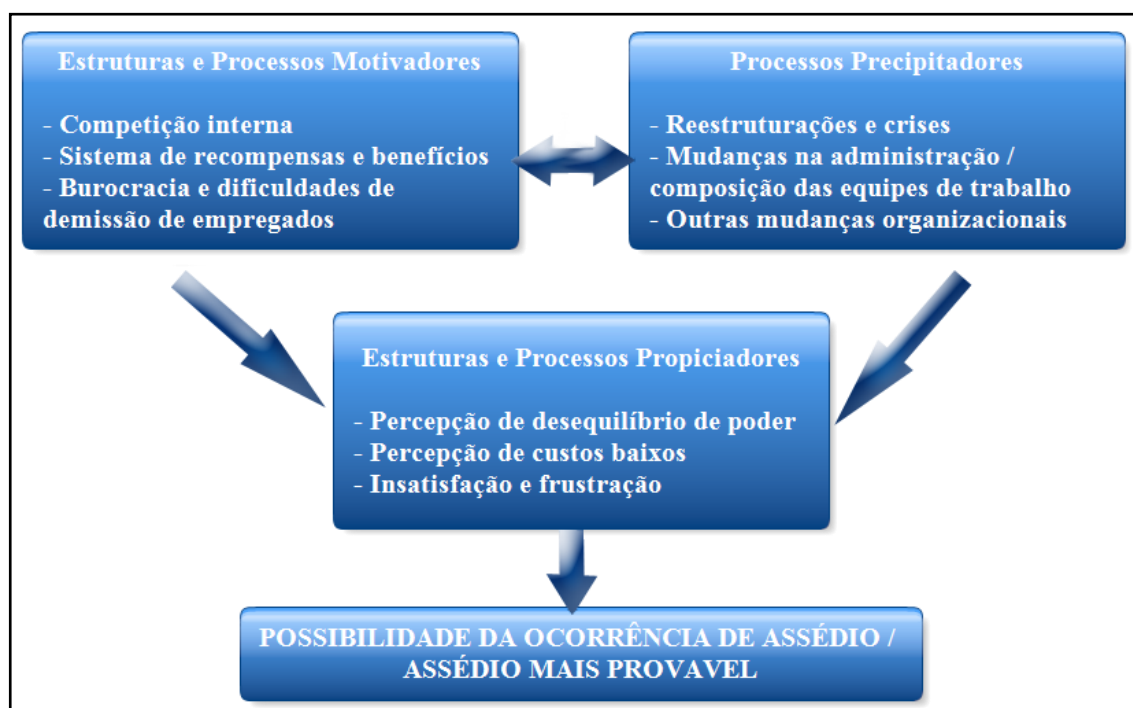 Estruturas e Processos Motivadores
- Competição interna
- Sistema de recompensas e benefícios
- Burocracia e dificuldades de
demissão de empregados
Processos Precipitadores
- Reestruturações e crises
- Mudanças na administração /
composição das equipes de trabalho
- Outras mudanças organizacionais
Estruturas e Processos Propiciadores
- Percepção de desequilíbrio de poder
- Percepção de custos baixos
- Insatisfação e frustração
POSSIBILIDADE DA OCORRÊNCIA DE ASSÉDIO /
ASSÉDIO MAIS PROVAVEL